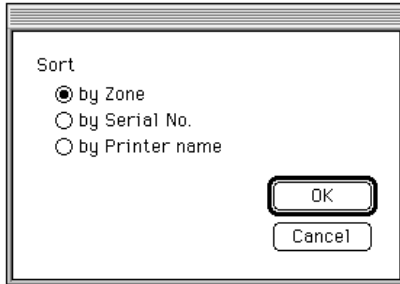 Sort
by Zone
by Serial No.
by Printer name
OK
Cancel